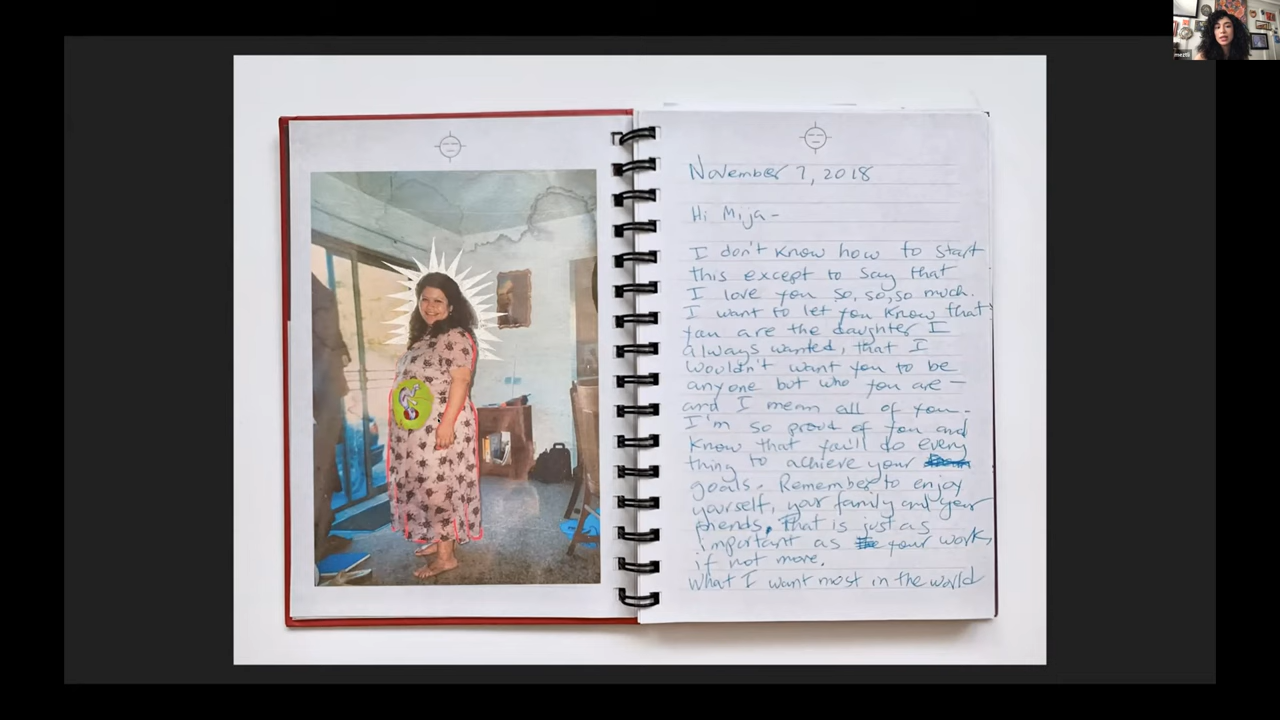 November 7, 2018
Hi Mija-
I don't know how to start
this except to say that
I love you so, so, so much.
I want to let you know that
you are the daughter I
always wanted, that I
wouldn't want you to be
anyone but who you are—
and I mean all of you.
I'm so proud of you and
know that you'll do every
thing to achieve your
goals. Remember to enjoy
yourself, your family and your
friends. That is just as
important as your work,
if not more.
What I want most in the world